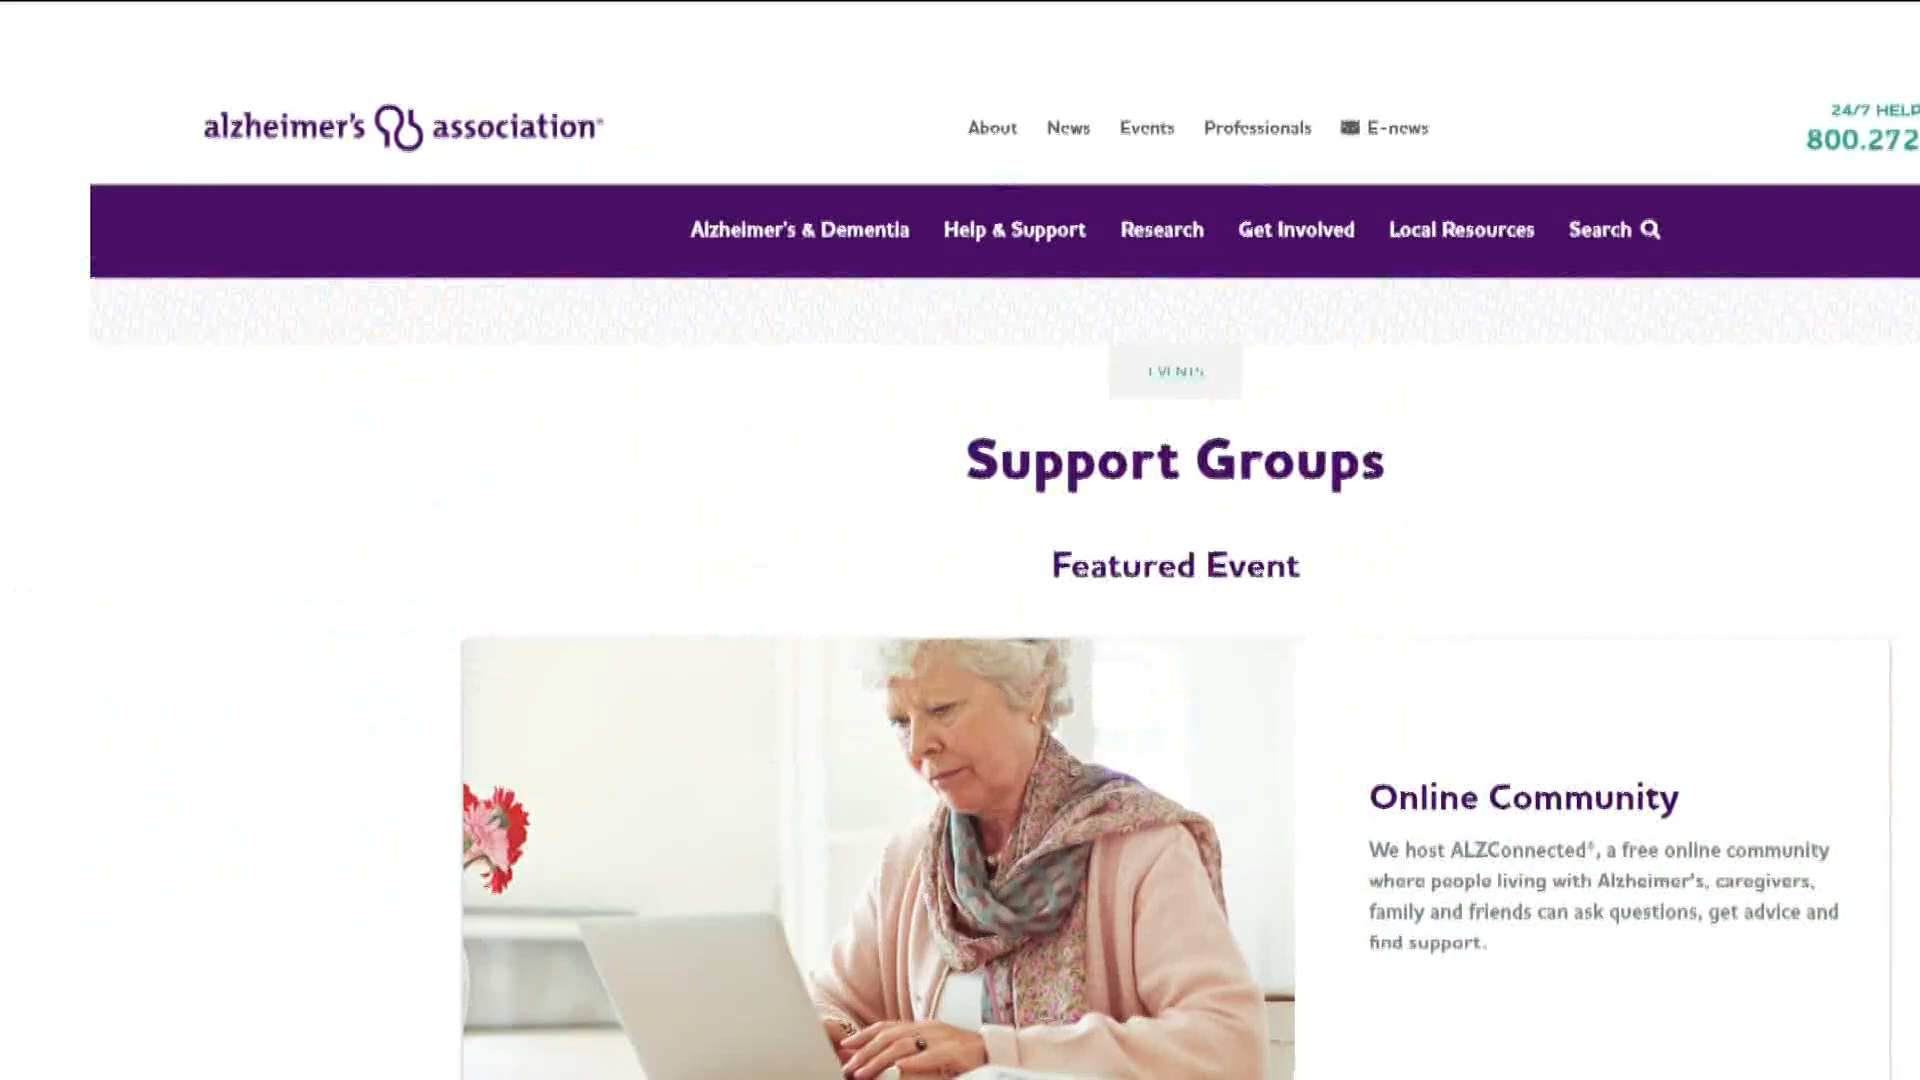 alzheimer's association®
About News Events Professionals E-news
24/7 HELP
800.272
Alzheimer's & Dementia Help & Support Research Get Involved Local Resources Search
EVENTS
Support Groups
Featured Event
Online Community
We host ALZConnected®, a free online community
where people living with Alzheimer's, caregivers,
family and friends can ask questions, get advice and
find support.